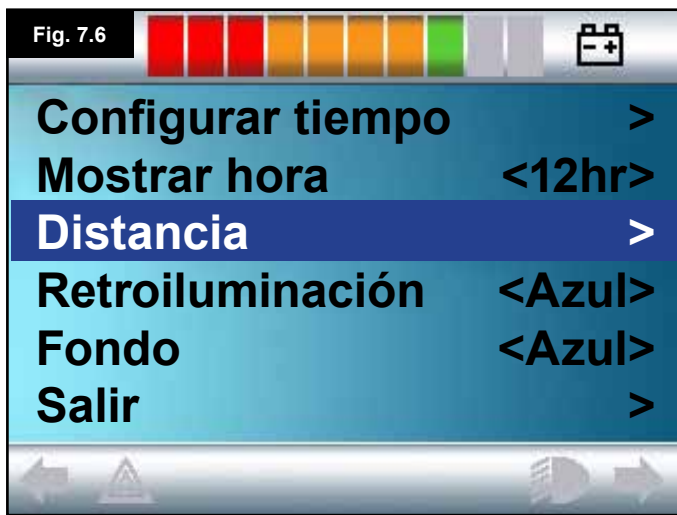 Fig. 7.6
Configurar tiempo >
Mostrar hora <12hr>
Distancia >
Retroiluminación <Azul>
Fondo <Azul>
Salir >